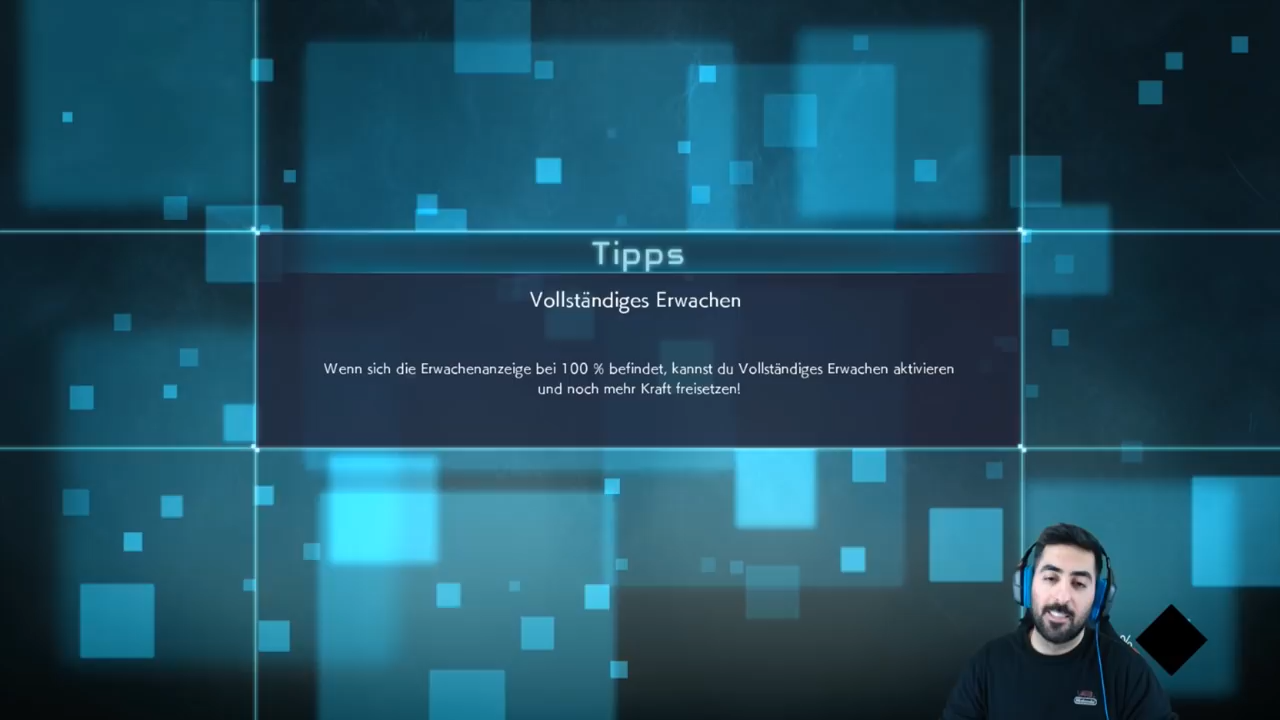 Tipps
Vollständiges Erwachen
Wenn sich die Erwachenanzeige bei 100 % befindet, kannst du Vollständiges Erwachen aktivieren
und noch mehr Kraft freisetzen!
%